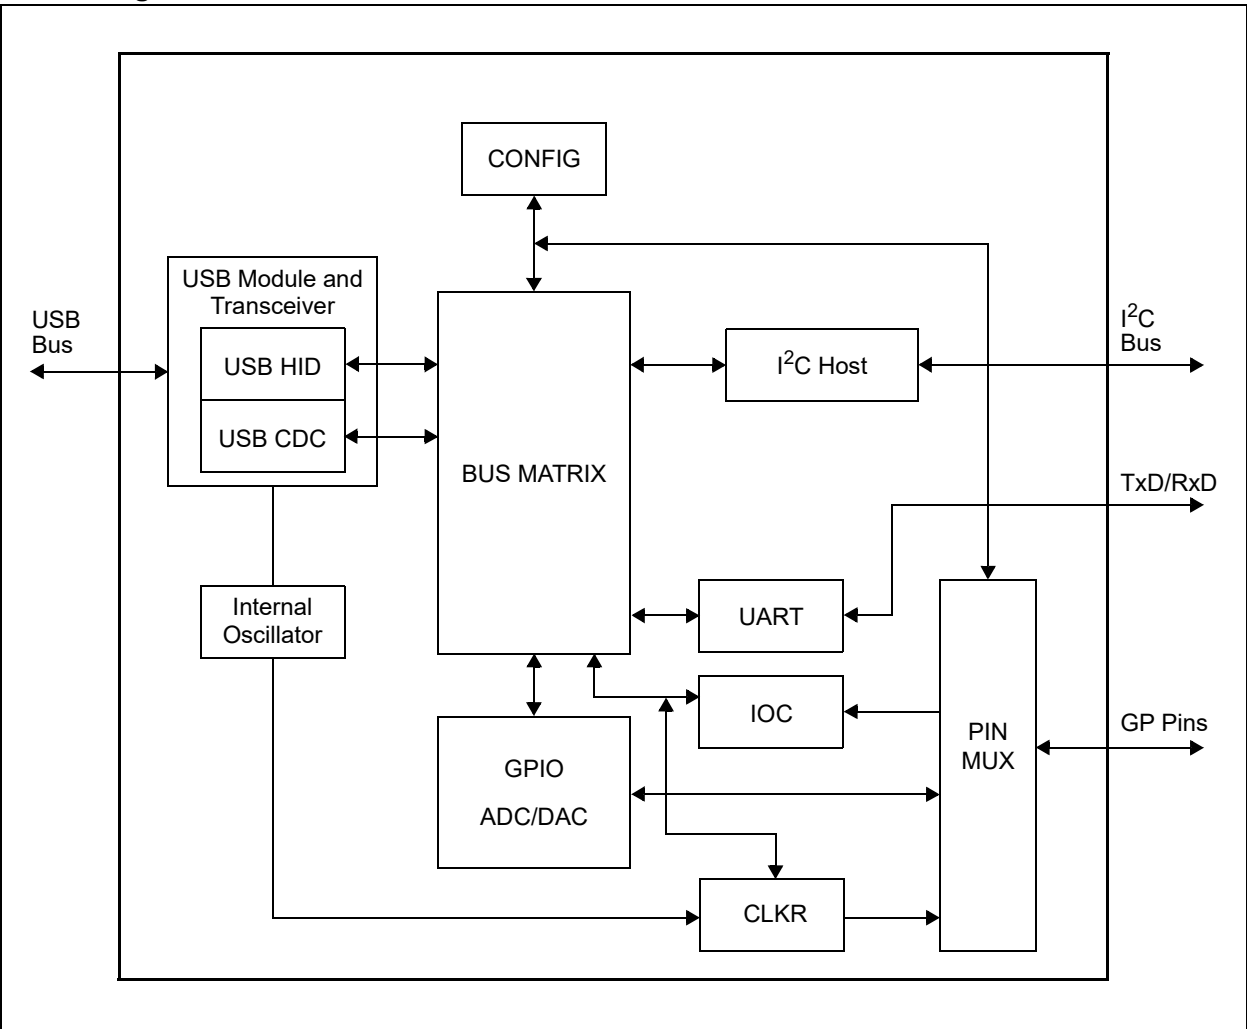 CONFIG
USB Module and
Transceiver
USB HID
USB CDC
USB
Bus
BUS MATRIX
I²C Host
I²C
Bus
TxD/RxD
UART
Internal
Oscillator
IOC
PIN
MUX
GP Pins
GPIO
ADC/DAC
CLKR